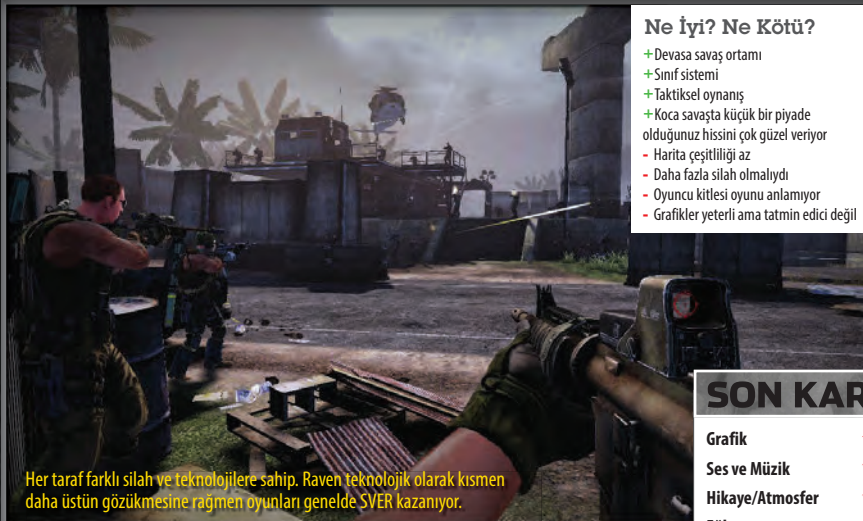 Ne İyi? Ne Kötü?
+Devasa savaş ortamı
+Sınıf sistemi
+Taktiksel oynanış
+Koca savaşta küçük bir piyade
olduğunuz hissini çok güzel veriyor
- Harita çeşitliliği az
- Daha fazla silah olmalıydı
- Oyuncu kitlesi oyunu anlamıyor
- Grafikler yeterli ama tatmin edici değil
SON KAR
Grafik
Ses ve Müzik
Hikaye/Atmosfer
Her taraf farklı silah ve teknolojilere sahip. Raven teknolojik olarak kısmen
daha üstün gözükmesine rağmen oyunları genelde SVER kazanıyor.